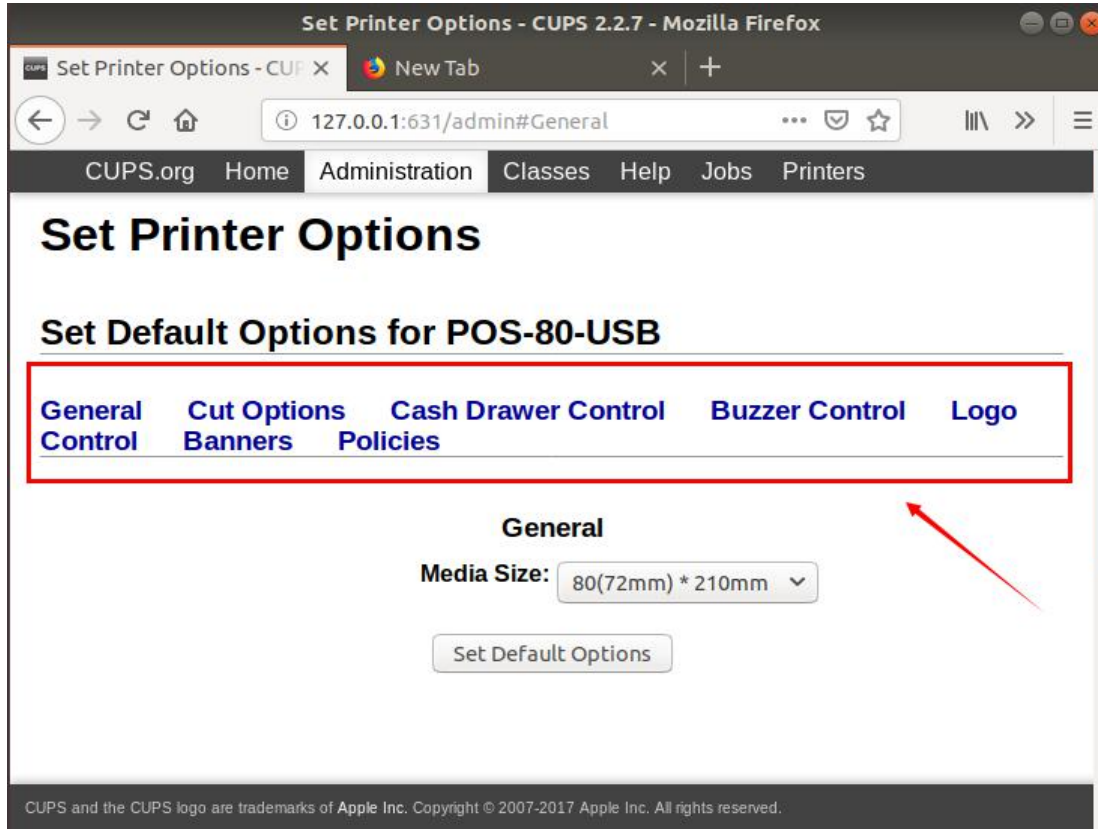 Set Printer Options - CUPS 2.2.7 - Mozilla Firefox
CUPS Set Printer Options - CUP New Tab
127.0.0.1:631/admin#General
CUPS.org Home Administration Classes Help Jobs Printers
Set Printer Options
Set Default Options for POS-80-USB
General Cut Options Cash Drawer Control Buzzer Control Logo
Control Banners Policies
General
Media Size: 80(72mm) * 210mm
Set Default Options
CUPS and the CUPS logo are trademarks of Apple Inc. Copyright © 2007-2017 Apple Inc. All rights reserved.